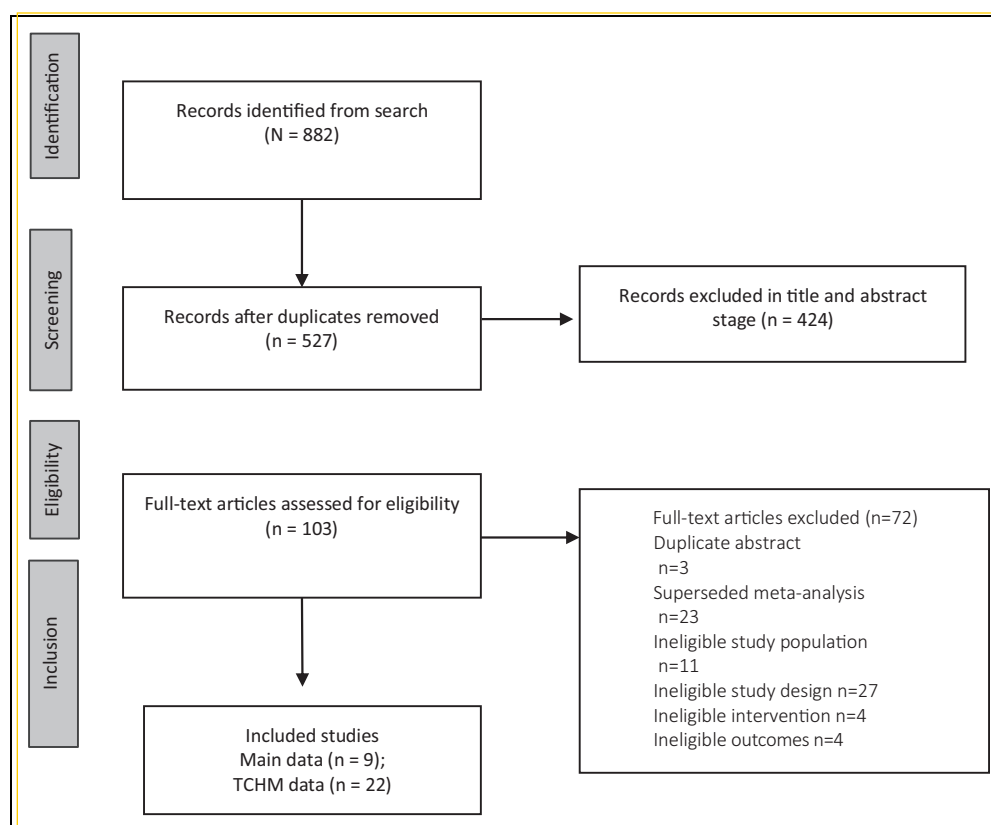 Identification
Records identified from search
(N = 882)
Screening
Records after duplicates removed
(n = 527)
Records excluded in title and abstract
stage (n = 424)
Eligibility
Full-text articles assessed for eligibility
(n = 103)
Full-text articles excluded (n=72)
Duplicate abstract
n=3
Superseded meta-analysis
n=23
Ineligible study population
n=11
Ineligible study design n=27
Ineligible intervention n=4
Ineligible outcomes n=4
Inclusion
Included studies
Main data (n = 9);
TCHM data (n = 22)